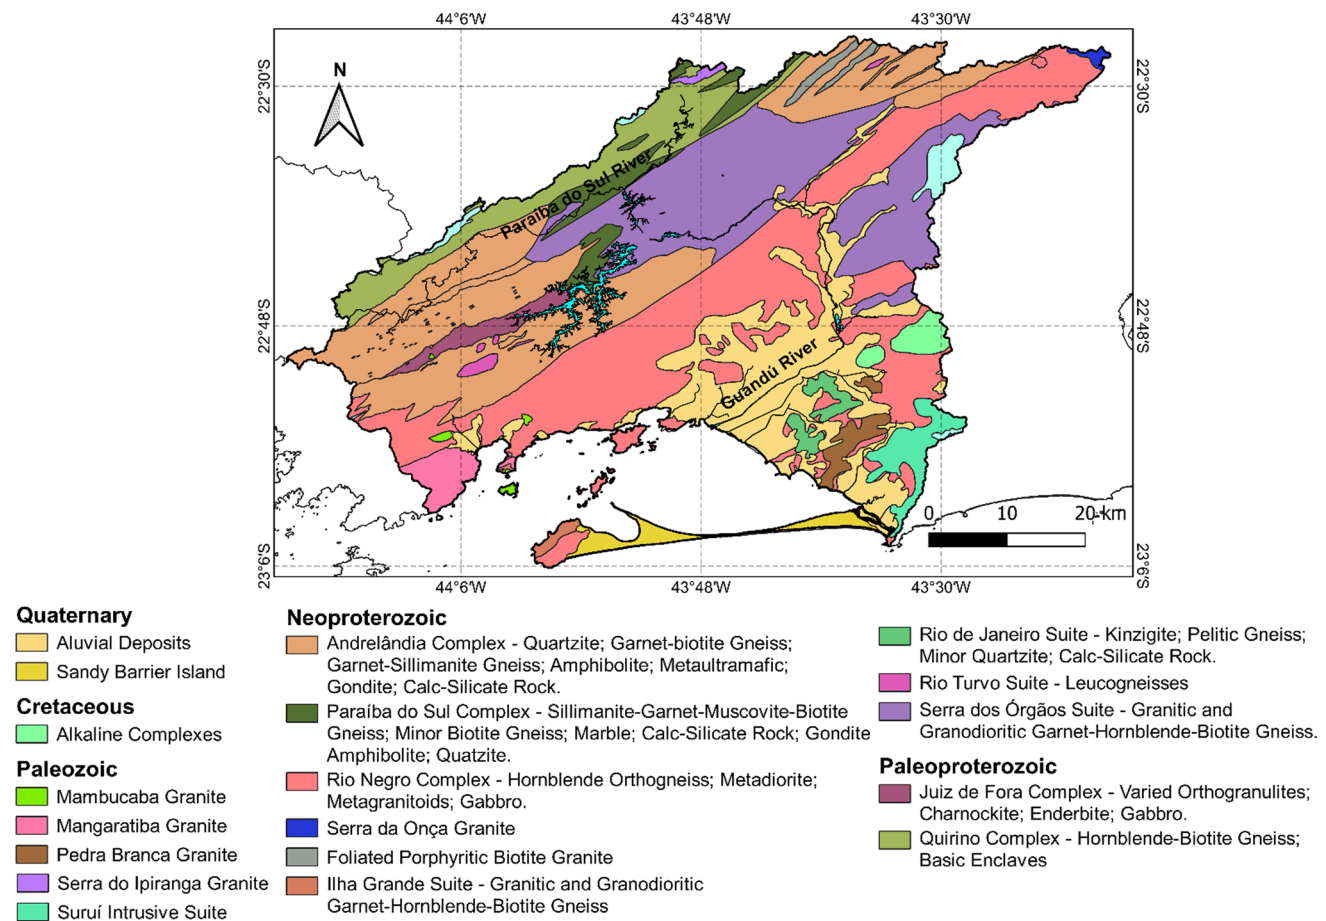 44°6'W 43°48'W 43°30'W
N
22°30'S
22°30'S
Paraíba do Sul River
22°48'S
22°48'S
Guandú River
0 10 20 km
23°6'S
23°6'S
44°6'W 43°48'W 43°30'W
Quaternary
Aluvial Deposits
Sandy Barrier Island
Cretaceous
Alkaline Complexes
Paleozoic
Mambucaba Granite
Mangaratiba Granite
Pedra Branca Granite
Serra do Ipiranga Granite
Suruí Intrusive Suite
Neoproterozoic
Andrelândia Complex - Quartzite; Garnet-biotite Gneiss;
Garnet-Sillimanite Gneiss; Amphibolite; Metaultramafic;
Gondite; Calc-Silicate Rock.
Paraíba do Sul Complex - Sillimanite-Garnet-Muscovite-Biotite
Gneiss; Minor Biotite Gneiss; Marble; Calc-Silicate Rock; Gondite
Amphibolite; Quatzite.
Rio Negro Complex - Hornblende Orthogneiss; Metadiorite;
Metagranitoids; Gabbro.
Serra da Onça Granite
Foliated Porphyritic Biotite Granite
Ilha Grande Suite - Granitic and Granodioritic
Garnet-Hornblende-Biotite Gneiss
Rio de Janeiro Suite - Kinzigite; Pelitic Gneiss;
Minor Quartzite; Calc-Silicate Rock.
Rio Turvo Suite - Leucogneisses
Serra dos Órgãos Suite - Granitic and
Granodioritic Garnet-Hornblende-Biotite Gneiss.
Paleoproterozoic
Juiz de Fora Complex - Varied Orthogranulites;
Charnockite; Enderbite; Gabbro.
Quirino Complex - Hornblende-Biotite Gneiss;
Basic Enclaves